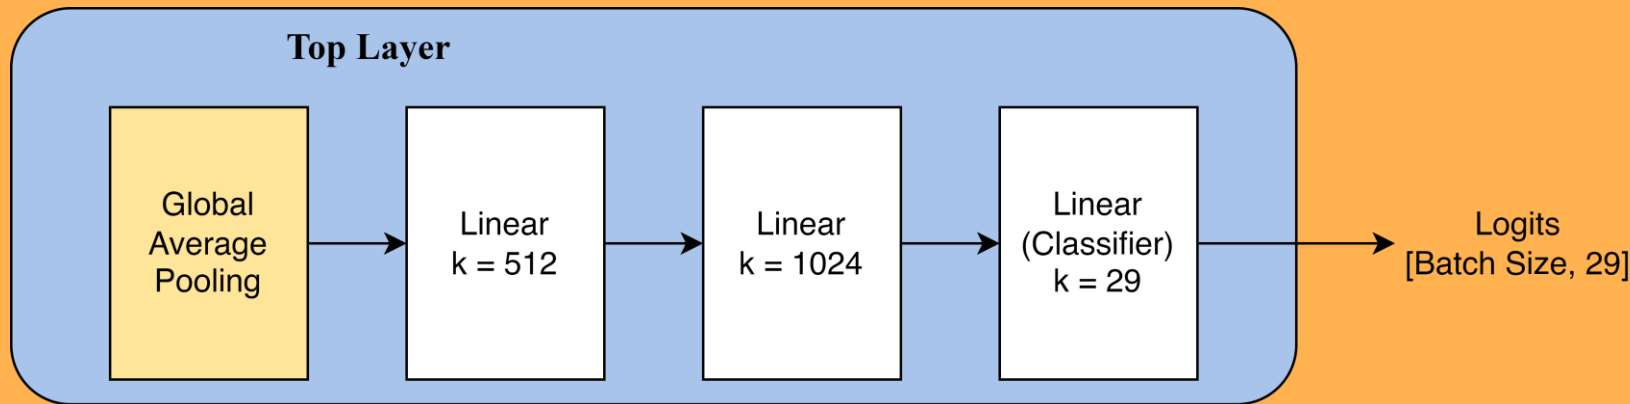 Top Layer
Global
Average
Pooling
Linear
k = 512
Linear
k = 1024
Linear
(Classifier)
k = 29
Logits
[Batch Size, 29]